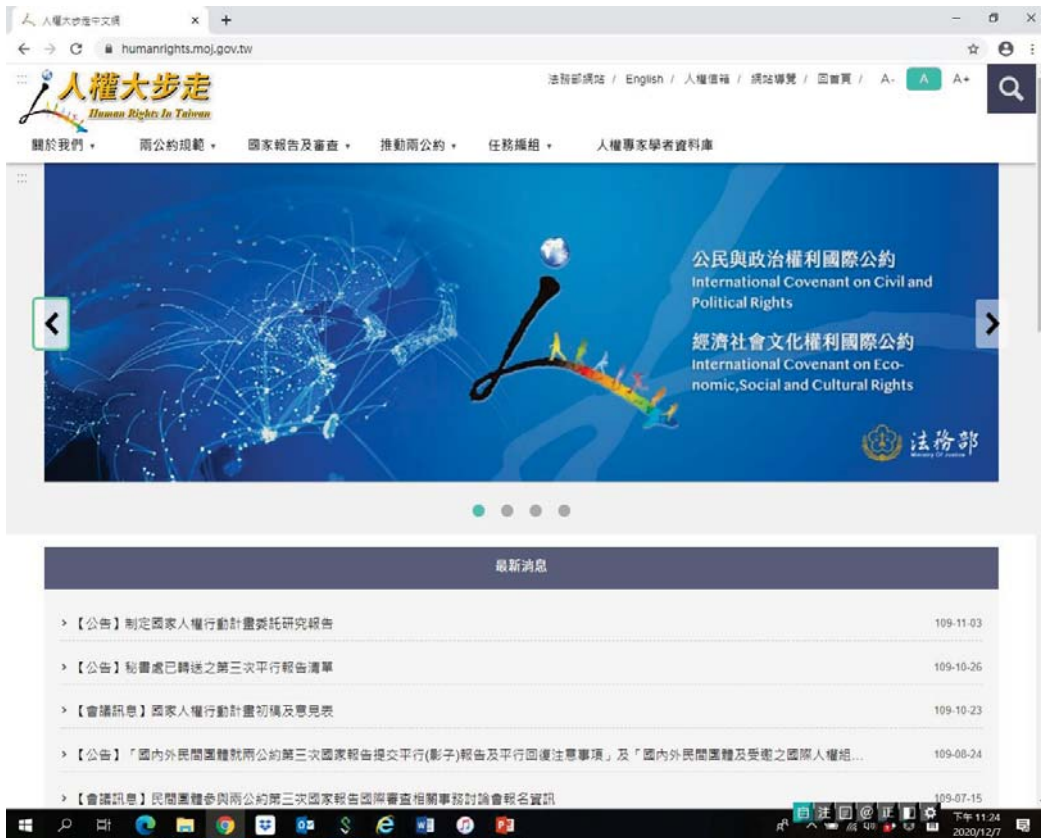 人權大步走中文網
humanrights.moj.gov.tw
人權大步走
Human Rights In Taiwan
法務部網站 / English / 人權信箱 / 網站導覽 / 回首頁 / A- A A+
關於我們 兩公約規範 國家報告及審查 推動兩公約 任務編組 人權專家學者資料庫
公民與政治權利國際公約
International Covenant on Civil and
Political Rights
經濟社會文化權利國際公約
International Covenant on Eco-
nomic,Social and Cultural Rights
法務部
Ministry Of Justice
最新消息
【公告】制定國家人權行動計畫委託研究報告 109-11-03
【公告】秘書處已轉送之第三次平行報告清單 109-10-26
【會議訊息】國家人權行動計畫初稿及意見表 109-10-23
【公告】「國內外民間團體就兩公約第三次國家報告提交平行(影子)報告及平行回復注意事項」及「國內外民間團體及受邀之國際人權組... 109-08-24
【會議訊息】民間團體參與兩公約第三次國家報告國際審查相關事務討論會報名資訊 109-07-15
下午 11:24
2020/12/7